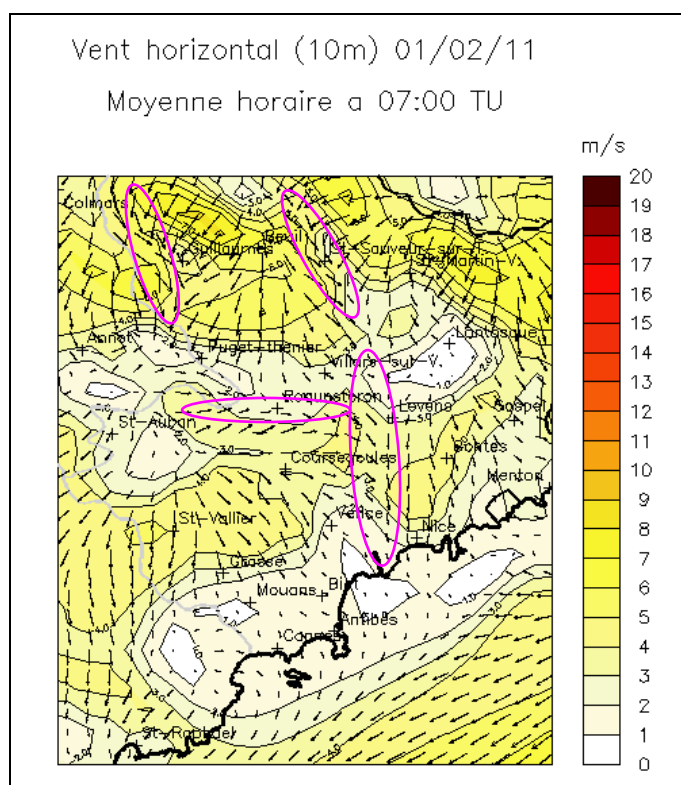 Vent horizontal (10m) 01/02/11
Moyenne horaire a 07:00 TU
m/s
20
19
18
17
16
15
14
13
12
11
10
9
8
7
6
5
4
3
2
1
0
Colmars
Guillaumes
Beuil
St-Martin-V.
Lantosque
Annot
Puget-thenier
Villars-sur-V.
Roquesteron
Levens
Sospel
St-Auban
Coursegoules
Contes
Menton
St-Vallier
Vence
Nice
Grasse
Mouans
Antibes
Cannes
St-Raphael